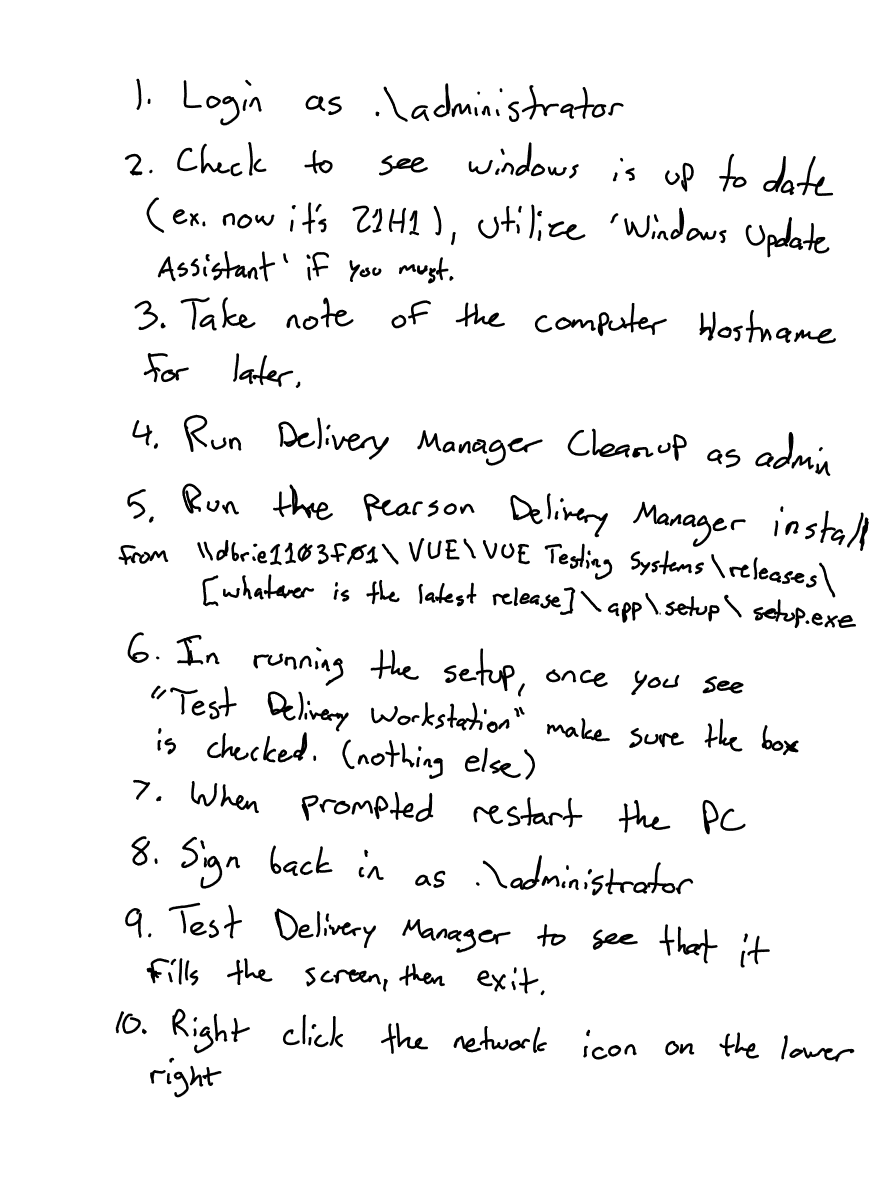 1. Login as .\administrator
2. Check to see windows is up to date
(ex. now it's 21H1), utilize 'Windows Update
Assistant' if you must.
3. Take note of the computer Hostname
for later.
4. Run Delivery Manager Cleanup as admin
5. Run the Pearson Delivery Manager install
from \\dbrie1103f01\VUE\VUE Testing Systems\releases\
[whatever is the latest release]\app\setup\setup.exe
6. In running the setup, once you see
"Test Delivery Workstation" make sure the box
is checked. (nothing else)
7. When prompted restart the PC
8. Sign back in as .\administrator
9. Test Delivery Manager to see that it
fills the screen, then exit.
10. Right click the network icon on the lower
right